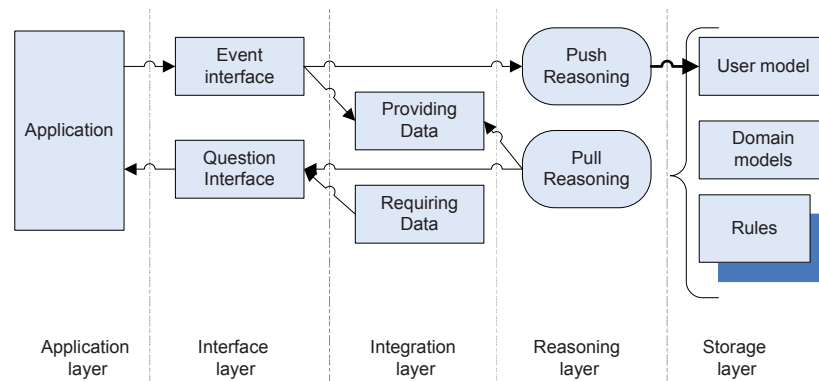 Application
Event
interface
Question
Interface
Providing
Data
Requiring
Data
Push
Reasoning
Pull
Reasoning
User model
Domain
models
Rules
Application
layer
Interface
layer
Integration
layer
Reasoning
layer
Storage
layer